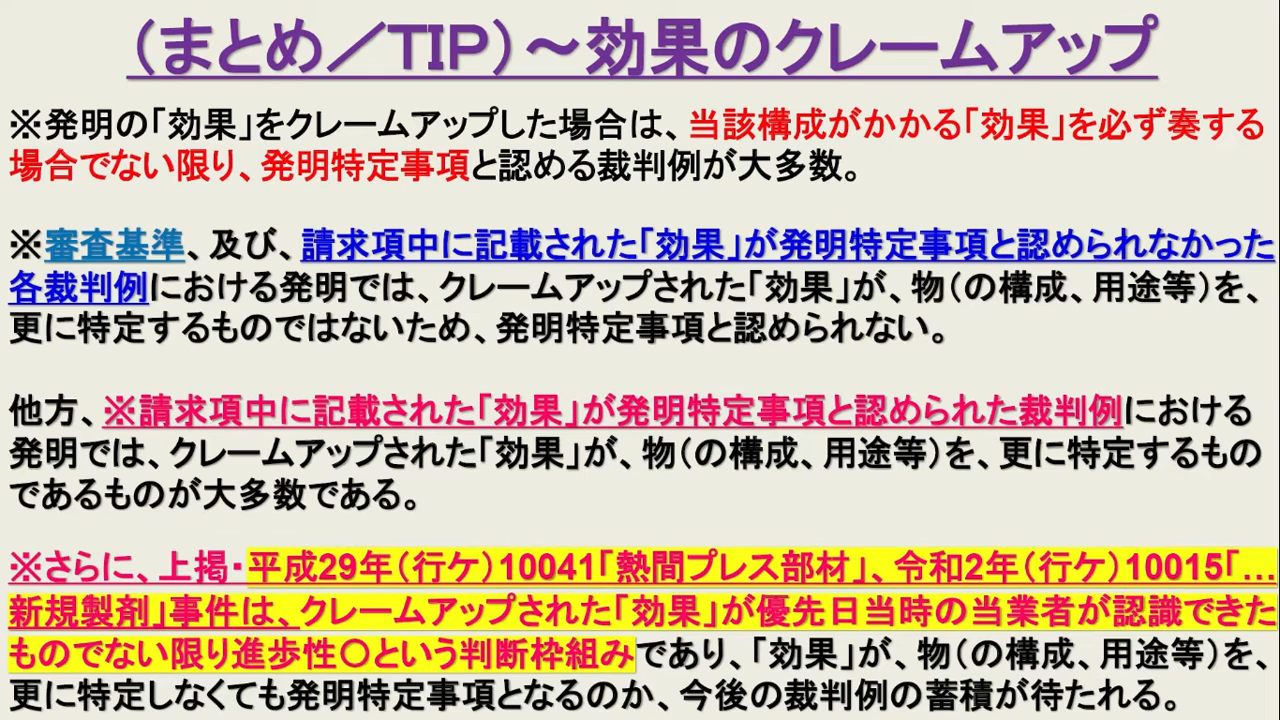 （まとめ／TIP）～効果のクレームアップ
※発明の「効果」をクレームアップした場合は、当該構成がかかる「効果」を必ず奏する
場合でない限り、発明特定事項と認める裁判例が大多数。
※審査基準、及び、請求項中に記載された「効果」が発明特定事項と認められなかった
各裁判例における発明では、クレームアップされた「効果」が、物（の構成、用途等）を、
更に特定するものではないため、発明特定事項と認められない。
他方、※請求項中に記載された「効果」が発明特定事項と認められた裁判例における
発明では、クレームアップされた「効果」が、物（の構成、用途等）を、更に特定するもの
であるものが大多数である。
※さらに、上掲・平成29年（行ケ）10041「熱間プレス部材」、令和2年（行ケ）10015「…
新規製剤」事件は、クレームアップされた「効果」が優先日当時の当業者が認識できた
ものでない限り進歩性〇という判断枠組みであり、「効果」が、物（の構成、用途等）を、
更に特定しなくても発明特定事項となるのか、今後の裁判例の蓄積が待たれる。